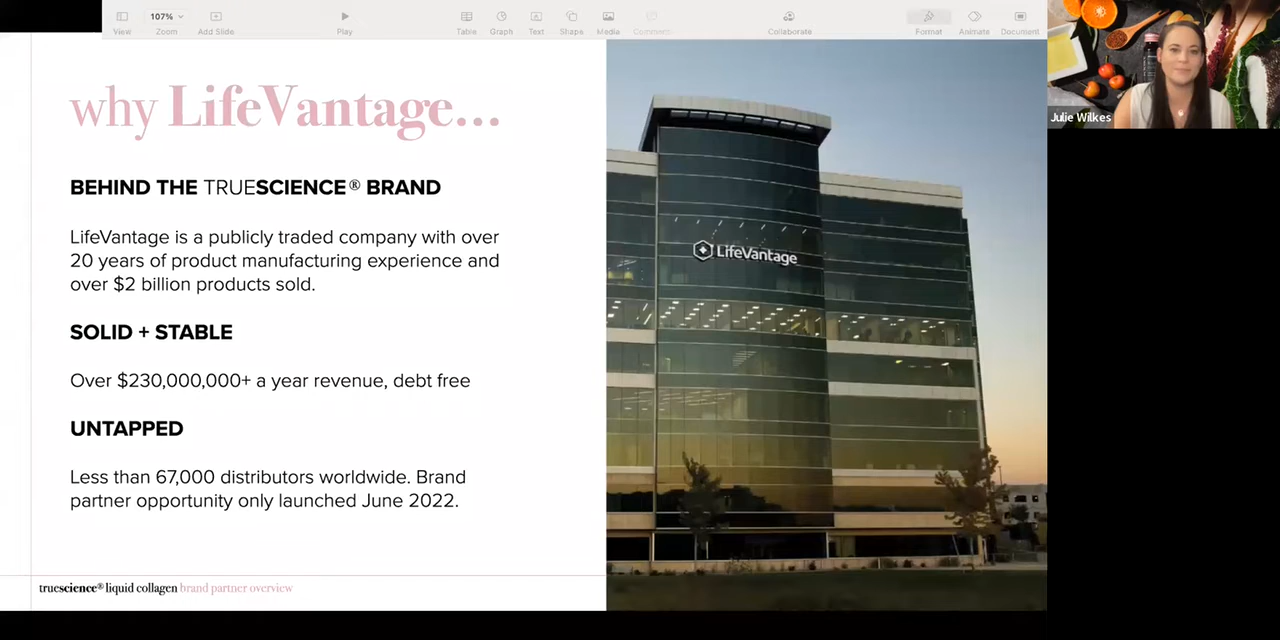 107%
View
Zoom
Add Slide
Play
Table
Graph
Text
Shape
Media
Comment
Collaborate
Format
Animate
Document
Julie Wilkes
why LifeVantage...
BEHIND THE TRUESCIENCE® BRAND
LifeVantage is a publicly traded company with over
20 years of product manufacturing experience and
over $2 billion products sold.
SOLID + STABLE
Over $230,000,000+ a year revenue, debt free
UNTAPPED
Less than 67,000 distributors worldwide. Brand
partner opportunity only launched June 2022.
LifeVantage
truescience® liquid collagen brand partner overview